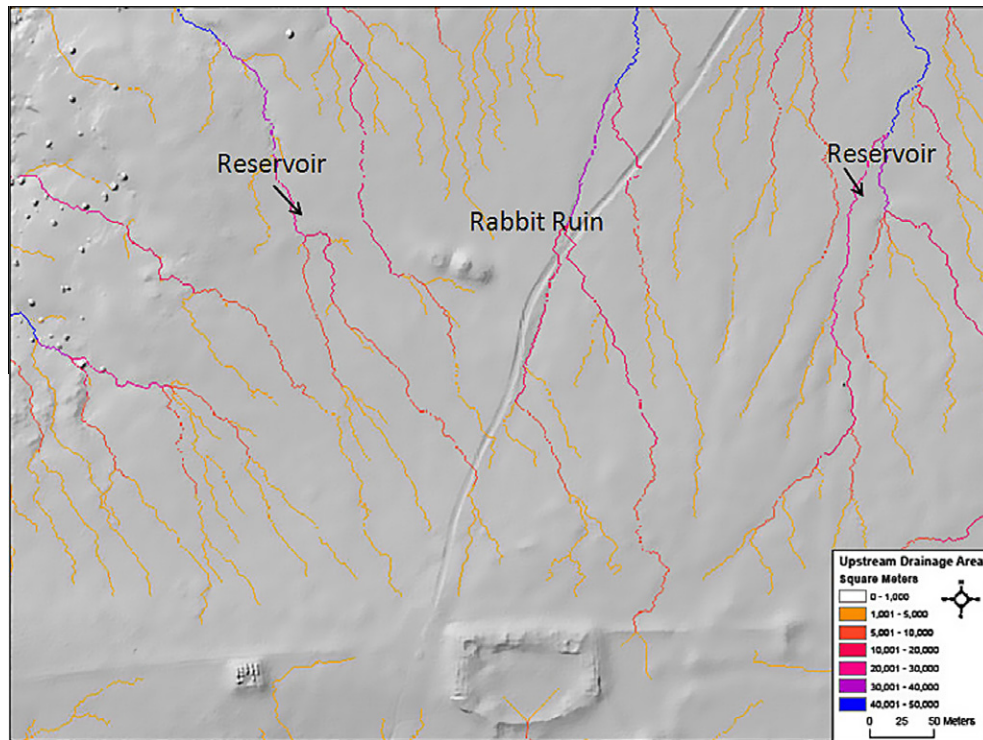 Reservoir
Reservoir
Rabbit Ruin
Upstream Drainage Area
Square Meters
0 - 1,000
1,001 - 5,000
5,001 - 10,000
10,001 - 20,000
20,001 - 30,000
30,001 - 40,000
40,001 - 50,000
0 25 50 Meters